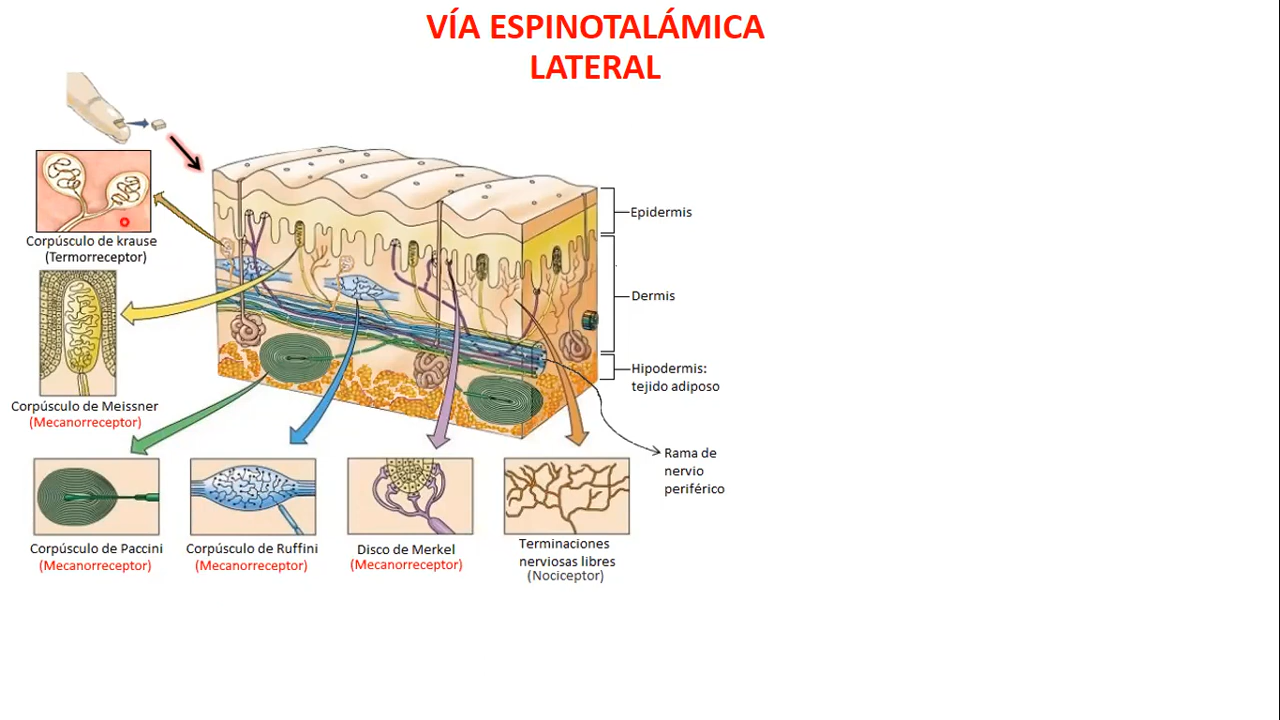 VÍA ESPINOTALÁMICA
LATERAL
Corpúsculo de krause
(Termorreceptor)
Corpúsculo de Meissner
(Mecanorreceptor)
Epidermis
Dermis
Hipodermis:
tejido adiposo
Rama de
nervio
periférico
Corpúsculo de Paccini
(Mecanorreceptor)
Corpúsculo de Ruffini
(Mecanorreceptor)
Disco de Merkel
(Mecanorreceptor)
Terminaciones
nerviosas libres
(Nociceptor)